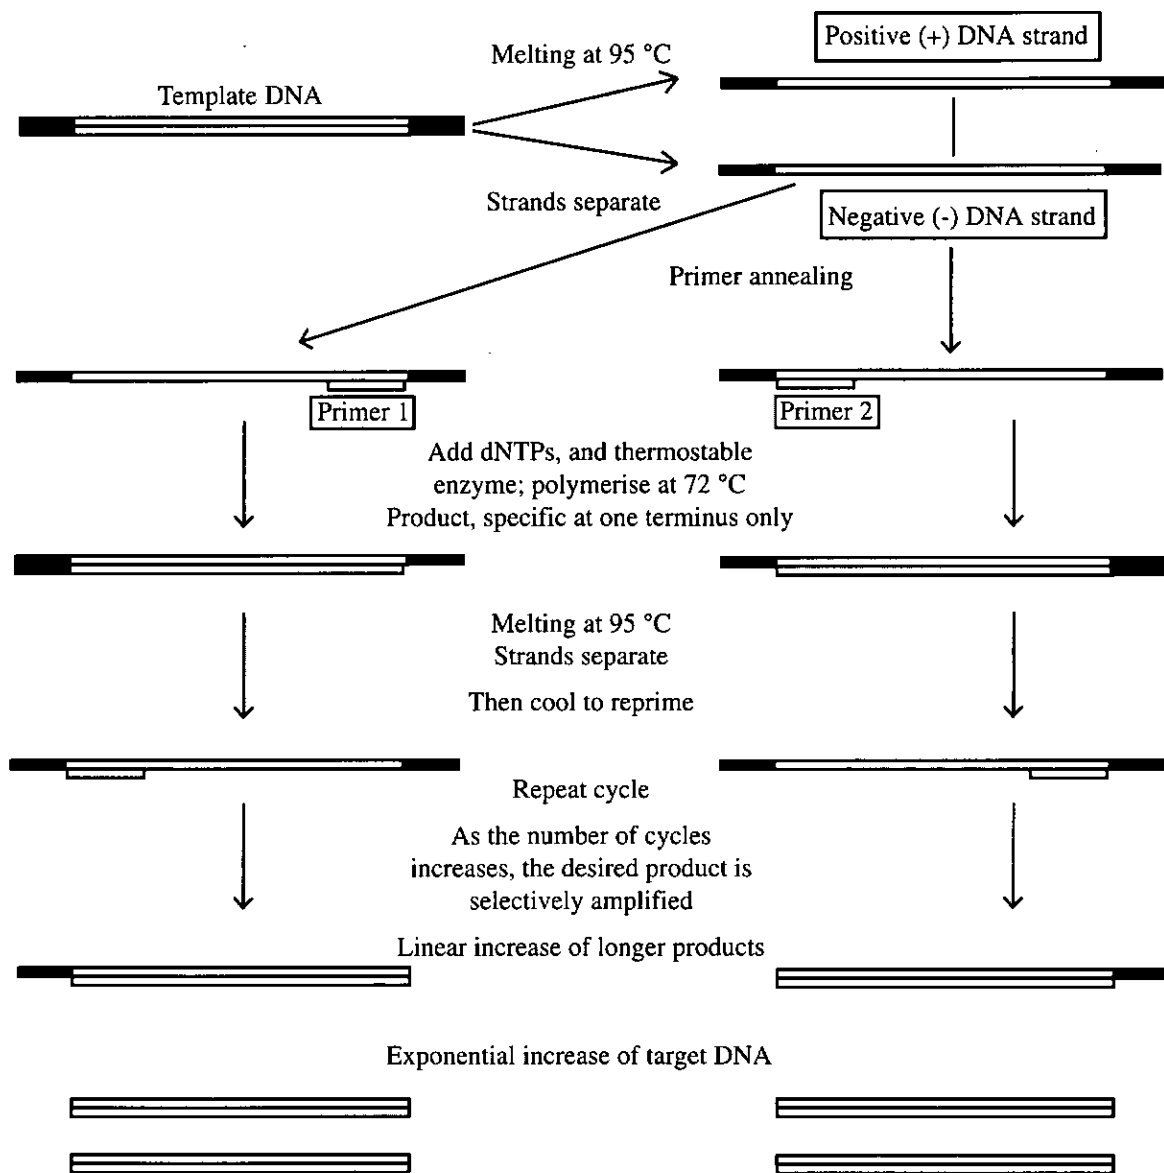 Positive (+) DNA strand
Melting at 95 °C
Template DNA
Strands separate
Negative (-) DNA strand
Primer annealing
Primer 1
Primer 2
Add dNTPs, and thermostable
enzyme; polymerise at 72 °C
Product, specific at one terminus only
Melting at 95 °C
Strands separate
Then cool to reprime
Repeat cycle
As the number of cycles
increases, the desired product is
selectively amplified
Linear increase of longer products
Exponential increase of target DNA